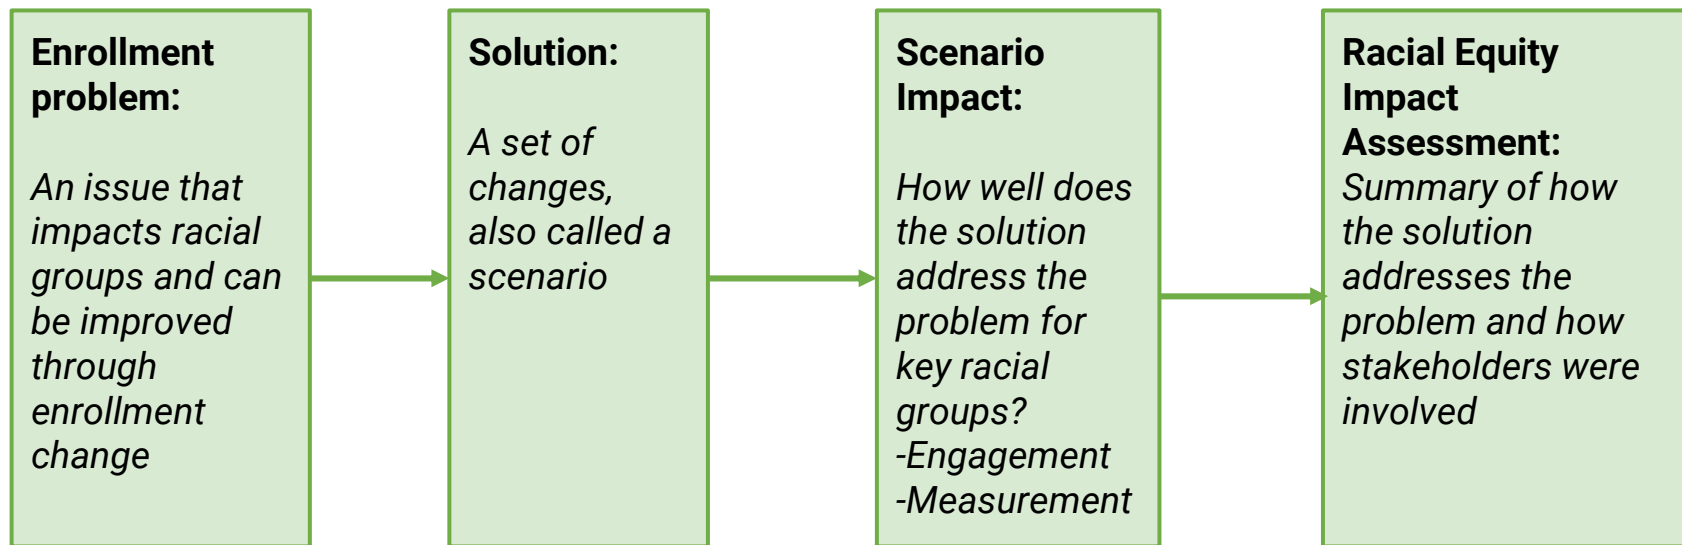 Enrollment
problem:
An issue that
impacts racial
groups and can
be improved
through
enrollment
change
Solution:
A set of
changes,
also called a
scenario
Scenario
Impact:
How well does
the solution
address the
problem for
key racial
groups?
-Engagement
-Measurement
Racial Equity
Impact
Assessment:
Summary of how
the solution
addresses the
problem and how
stakeholders were
involved